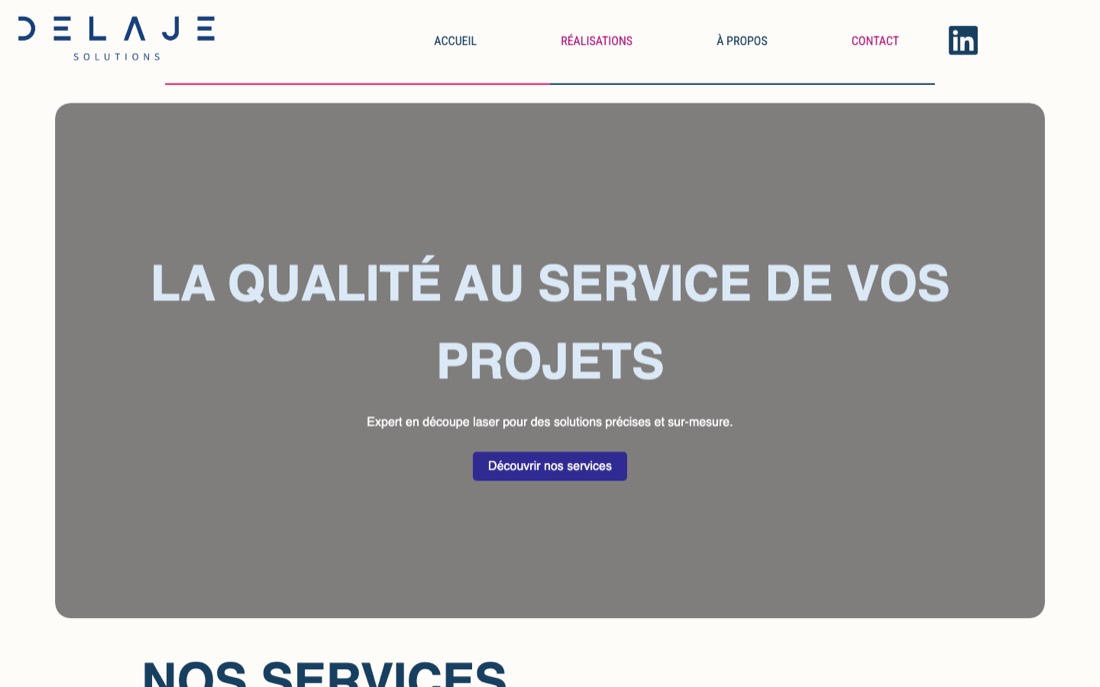 DELAJE
SOLUTIONS
ACCUEIL
RÉALISATIONS
À PROPOS
CONTACT
in
LA QUALITÉ AU SERVICE DE VOS
PROJETS
Expert en découpe laser pour des solutions précises et sur-mesure.
Découvrir nos services
NOS SERVICES